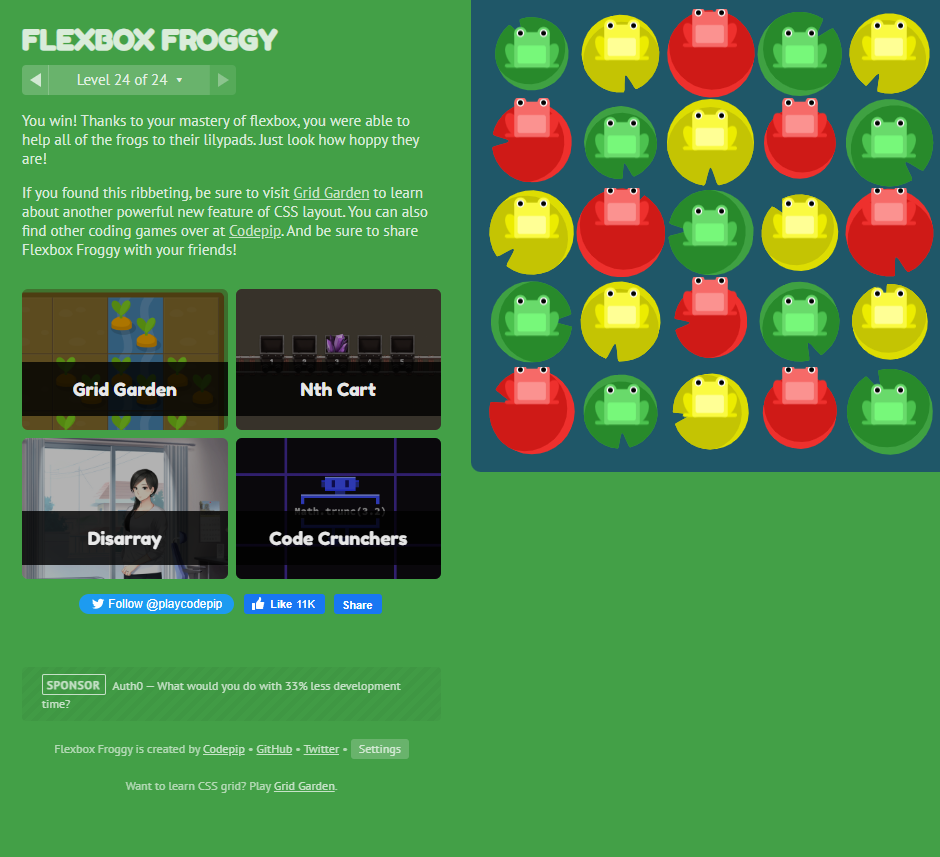 FLEXBOX FROGGY
Level 24 of 24
You win! Thanks to your mastery of flexbox, you were able to
help all of the frogs to their lilypads. Just look how hoppy they
are!
If you found this ribbeting, be sure to visit Grid Garden to learn
about another powerful new feature of CSS layout. You can also
find other coding games over at Codepip. And be sure to share
Flexbox Froggy with your friends!
Grid Garden
1 2 3 4 5
Nth Cart
Disarray
Math.trunc(3.2)
Code Crunchers
Follow @playcodepip
Like 11K
Share
SPONSOR Auth0 — What would you do with 33% less development
time?
Flexbox Froggy is created by Codepip • GitHub • Twitter • Settings
Want to learn CSS grid? Play Grid Garden.